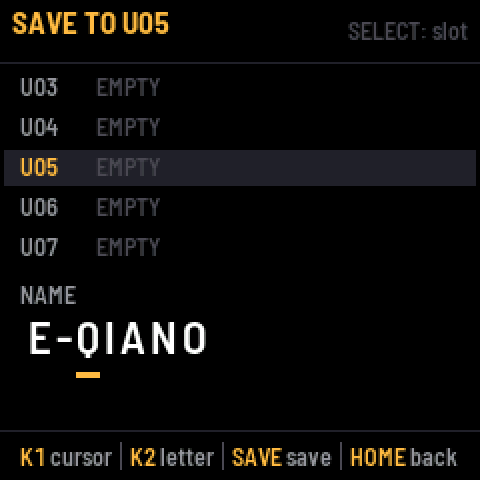 SAVE TO U05
SELECT: slot
U03 EMPTY
U04 EMPTY
U05 EMPTY
U06 EMPTY
U07 EMPTY
NAME
E-QIANO
K1 cursor | K2 letter | SAVE save | HOME back